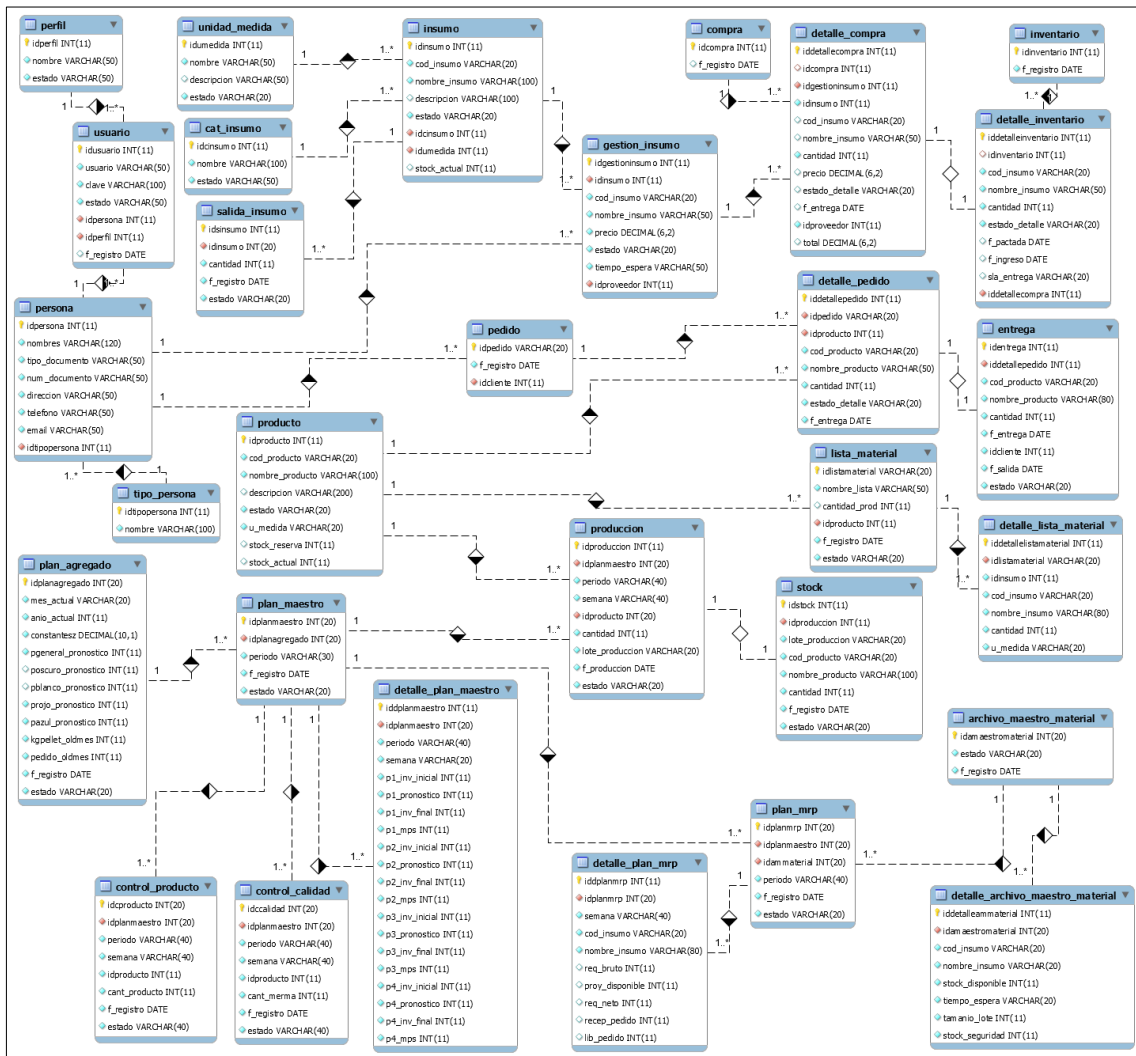 perfil
idperfil INT(11)
nombre VARCHAR(50)
estado VARCHAR(50)
unidad_medida
idumedida INT(11)
nombre VARCHAR(50)
descripcion VARCHAR(50)
estado VARCHAR(20)
insumo
idinsumo INT(11)
cod_insumo VARCHAR(20)
nombre_insumo VARCHAR(100)
descripcion VARCHAR(100)
estado VARCHAR(20)
idcinsumo INT(11)
idumedida INT(11)
stock_actual INT(11)
compra
idcompra INT(11)
f_registro DATE
detalle_compra
iddetallecompra INT(11)
idcompra INT(11)
idgestioninsumo INT(11)
idinsumo INT(11)
cod_insumo VARCHAR(20)
nombre_insumo VARCHAR(50)
cantidad INT(11)
precio DECIMAL(6,2)
estado_detalle VARCHAR(20)
f_entrega DATE
idproveedor INT(11)
total DECIMAL(6,2)
inventario
idinventario INT(11)
f_registro DATE
usuario
idusuario INT(11)
usuario VARCHAR(50)
clave VARCHAR(100)
estado VARCHAR(50)
idpersona INT(11)
idperfil INT(11)
f_registro DATE
cat_insumo
idcinsumo INT(11)
nombre VARCHAR(100)
estado VARCHAR(50)
detalle_inventario
iddetalleinventario INT(11)
idinventario INT(11)
cod_insumo VARCHAR(20)
nombre_insumo VARCHAR(50)
cantidad INT(11)
estado_detalle VARCHAR(20)
f_pactada DATE
f_ingreso DATE
sla_entrega VARCHAR(20)
iddetallecompra INT(11)
gestion_insumo
idgestioninsumo INT(11)
idinsumo INT(11)
cod_insumo VARCHAR(20)
nombre_insumo VARCHAR(50)
precio DECIMAL(6,2)
estado VARCHAR(20)
tiempo_espera VARCHAR(50)
idproveedor INT(11)
salida_insumo
idsinsumo INT(11)
idinsumo INT(20)
cantidad INT(11)
f_registro DATE
estado VARCHAR(20)
persona
idpersona INT(11)
nombres VARCHAR(120)
tipo_documento VARCHAR(50)
num_documento VARCHAR(50)
direccion VARCHAR(50)
telefono VARCHAR(50)
email VARCHAR(50)
idtipopersona INT(11)
pedido
idpedido VARCHAR(20)
f_registro DATE
idcliente INT(11)
detalle_pedido
iddetallepedido INT(11)
idpedido VARCHAR(20)
idproducto INT(11)
cod_producto VARCHAR(20)
nombre_producto VARCHAR(50)
cantidad INT(11)
estado_detalle VARCHAR(20)
f_entrega DATE
entrega
identrega INT(11)
iddetallepedido INT(11)
cod_producto VARCHAR(20)
nombre_producto VARCHAR(80)
cantidad INT(11)
f_entrega DATE
idcliente INT(11)
f_salida DATE
estado VARCHAR(20)
producto
idproducto INT(11)
cod_producto VARCHAR(20)
nombre_producto VARCHAR(100)
descripcion VARCHAR(200)
estado VARCHAR(20)
u_medida VARCHAR(20)
stock_reserva INT(11)
stock_actual INT(11)
tipo_persona
idtipopersona INT(11)
nombre VARCHAR(100)
lista_material
idlistamaterial VARCHAR(20)
nombre_lista VARCHAR(50)
cantidad_prod INT(11)
idproducto INT(11)
f_registro DATE
estado VARCHAR(20)
detalle_lista_material
iddetallelistamaterial INT(11)
idlistamaterial VARCHAR(20)
idinsumo INT(11)
cod_insumo VARCHAR(20)
nombre_insumo VARCHAR(80)
cantidad INT(11)
u_medida VARCHAR(20)
produccion
idproduccion INT(11)
idplanmaestro INT(20)
periodo VARCHAR(40)
semana VARCHAR(40)
idproducto INT(20)
cantidad INT(11)
lote_produccion VARCHAR(20)
f_produccion DATE
estado VARCHAR(20)
stock
idstock INT(11)
idproduccion INT(11)
lote_produccion VARCHAR(20)
cod_producto VARCHAR(20)
nombre_producto VARCHAR(100)
cantidad INT(11)
f_registro DATE
estado VARCHAR(20)
plan_agregado
idplanagregado INT(20)
mes_actual VARCHAR(20)
anio_actual INT(11)
constantesz DECIMAL(10,1)
pgeneral_pronostico INT(11)
poscuro_pronostico INT(11)
pblanco_pronostico INT(11)
projo_pronostico INT(11)
pazul_pronostico INT(11)
kgpellet_oldmes INT(11)
pedido_oldmes INT(11)
f_registro DATE
estado VARCHAR(20)
plan_maestro
idplanmaestro INT(20)
idplanagregado INT(20)
periodo VARCHAR(30)
f_registro DATE
estado VARCHAR(20)
detalle_plan_maestro
iddplanmaestro INT(11)
idplanmaestro INT(20)
periodo VARCHAR(40)
semana VARCHAR(20)
p1_inv_inicial INT(11)
p1_pronostico INT(11)
p1_inv_final INT(11)
p1_mps INT(11)
p2_inv_inicial INT(11)
p2_pronostico INT(11)
p2_inv_final INT(11)
p2_mps INT(11)
p3_inv_inicial INT(11)
p3_pronostico INT(11)
p3_inv_final INT(11)
p3_mps INT(11)
p4_inv_inicial INT(11)
p4_pronostico INT(11)
p4_inv_final INT(11)
p4_mps INT(11)
archivo_maestro_material
idamaestromaterial INT(20)
estado VARCHAR(20)
f_registro DATE
plan_mrp
idplanmrp INT(20)
idplanmaestro INT(20)
idammaterial INT(20)
periodo VARCHAR(40)
f_registro DATE
estado VARCHAR(20)
detalle_plan_mrp
iddplanmrp INT(11)
idplanmrp INT(20)
semana VARCHAR(40)
cod_insumo VARCHAR(20)
nombre_insumo VARCHAR(80)
req_bruto INT(11)
proy_disponible INT(11)
req_neto INT(11)
recep_pedido INT(11)
lib_pedido INT(11)
control_producto
idcproducto INT(20)
idplanmaestro INT(20)
periodo VARCHAR(40)
semana VARCHAR(40)
idproducto INT(11)
cant_producto INT(11)
f_registro DATE
estado VARCHAR(40)
control_calidad
idccalidad INT(20)
idplanmaestro INT(20)
periodo VARCHAR(40)
semana VARCHAR(40)
idproducto INT(11)
cant_merma INT(11)
f_registro DATE
estado VARCHAR(40)
detalle_archivo_maestro_material
iddetalleammaterial INT(11)
idamaestromaterial INT(20)
cod_insumo VARCHAR(20)
nombre_insumo VARCHAR(20)
stock_disponible INT(11)
tiempo_espera VARCHAR(20)
tamanio_lote INT(11)
stock_seguridad INT(11)